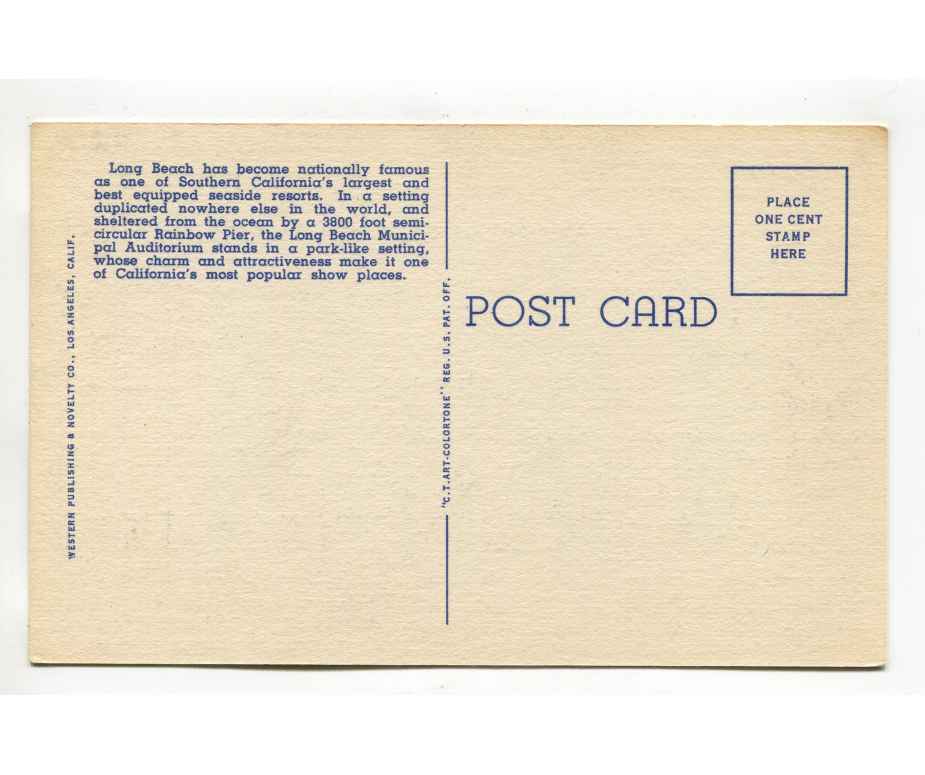 Long Beach has become nationally famous
as one of Southern California's largest and
best equipped seaside resorts. In a setting
duplicated nowhere else in the world, and
sheltered from the ocean by a 3800 foot semi-
circular Rainbow Pier, the Long Beach Munici-
pal Auditorium stands in a park-like setting,
whose charm and attractiveness make it one
of California's most popular show places.
WESTERN PUBLISHING & NOVELTY CO., LOS ANGELES, CALIF.
"C.T. ART-COLORTONE" REG. U.S. PAT. OFF.
POST CARD
PLACE
ONE CENT
STAMP
HERE